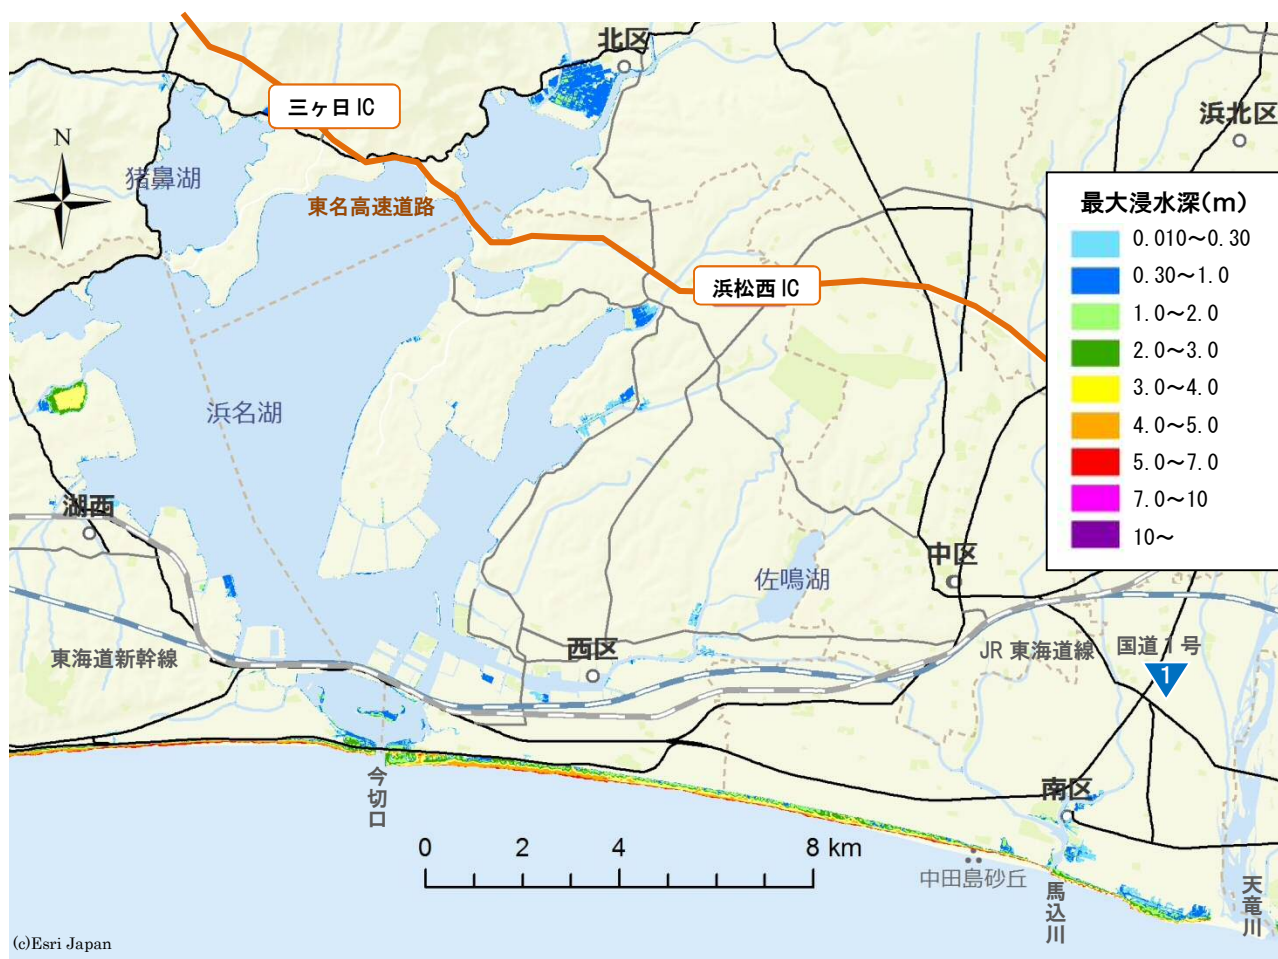 北区
三ヶ日 IC
浜北区
N
猪鼻湖
東名高速道路
最大浸水深(m)
0.010～0.30
0.30～1.0
1.0～2.0
2.0～3.0
3.0～4.0
4.0～5.0
5.0～7.0
7.0～10
10～
浜松西 IC
浜名湖
湖西
中区
佐鳴湖
西区
東海道新幹線
JR 東海道線
国道1号
1
今切口
南区
0 2 4 8 km
中田島砂丘
馬込川
天竜川
(c)Esri Japan